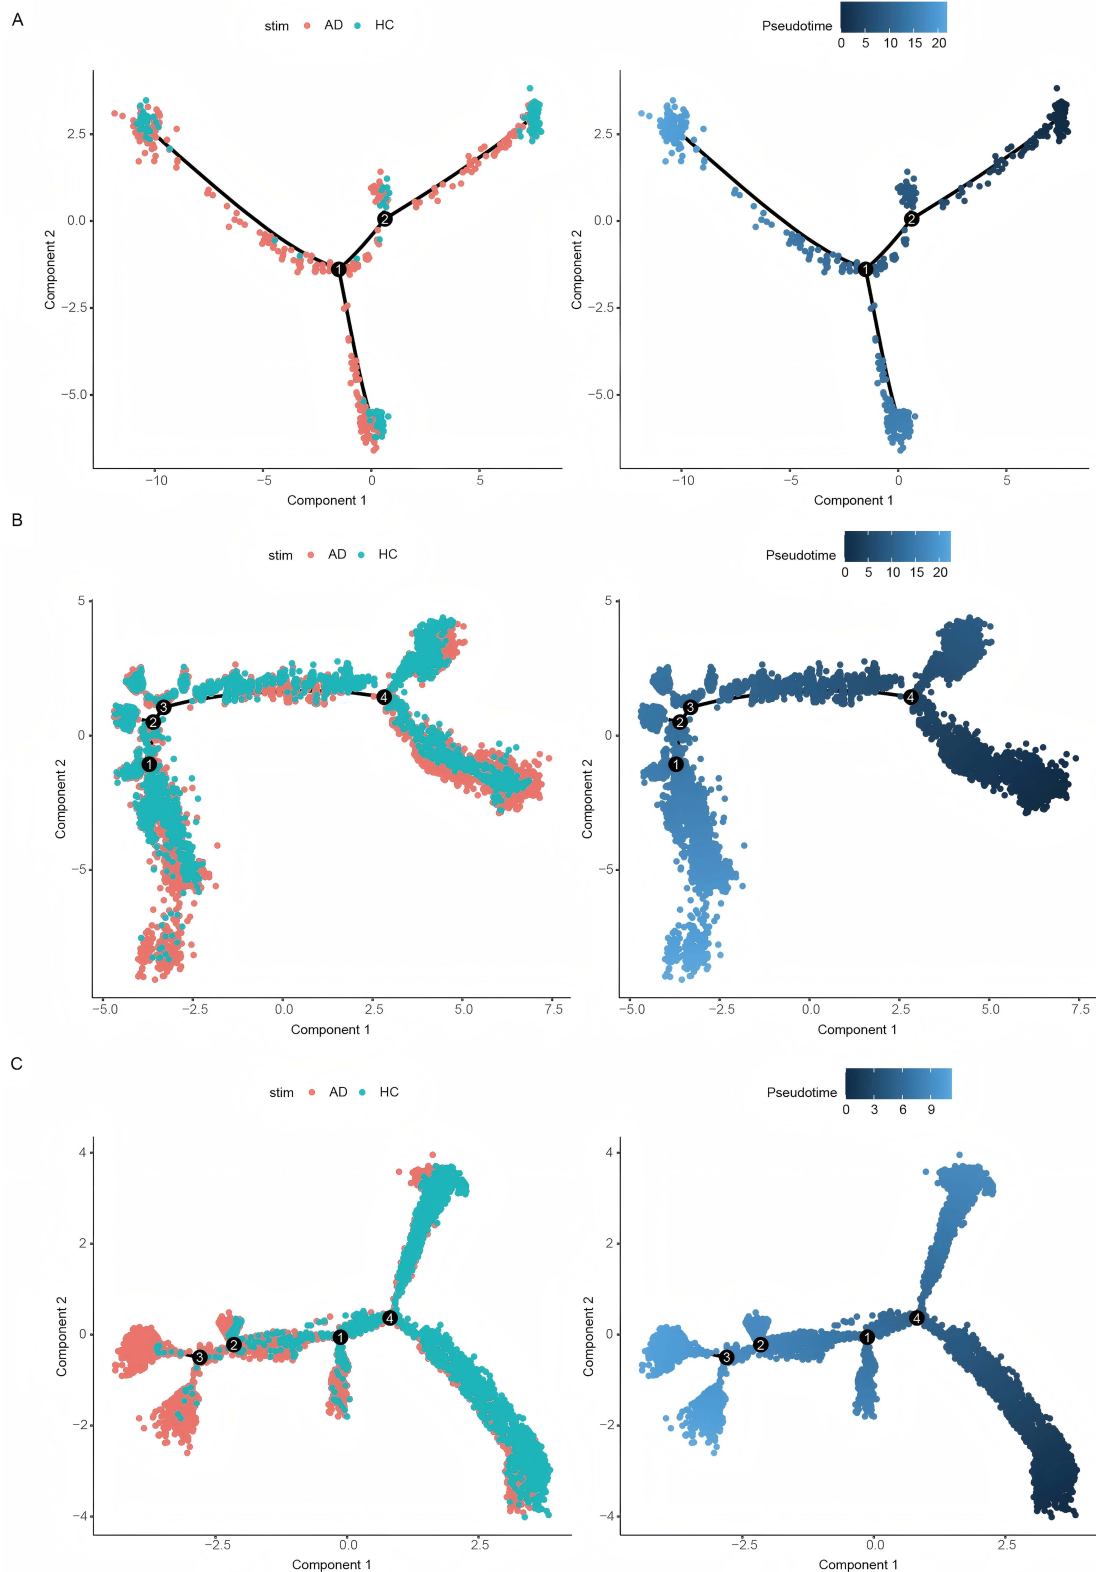 A
stim AD HC
Pseudotime
0 5 10 15 20
2.5
0.0
−2.5
−5.0
Component 2
1
2
−10 −5 0 5
Component 1
2.5
0.0
−2.5
−5.0
Component 2
1
2
−10 −5 0 5
Component 1
B
stim AD HC
Pseudotime
0 5 10 15 20
5
0
−5
Component 2
3
2
1
4
−5.0 −2.5 0.0 2.5 5.0 7.5
Component 1
5
0
−5
Component 2
3
2
1
4
−5.0 −2.5 0.0 2.5 5.0 7.5
Component 1
C
stim AD HC
Pseudotime
0 3 6 9
4
2
0
−2
−4
Component 2
3
2
1
4
−2.5 0.0 2.5
Component 1
4
2
0
−2
−4
Component 2
3
2
1
4
−2.5 0.0 2.5
Component 1